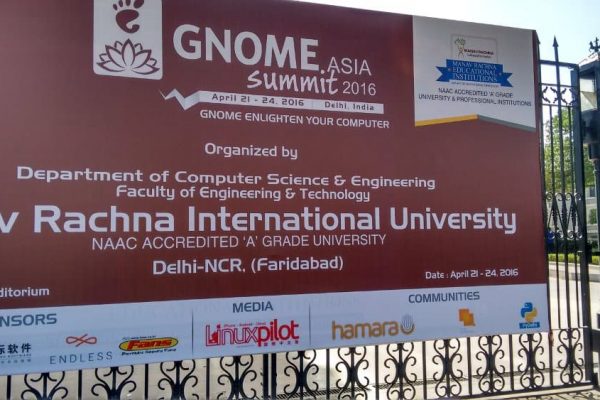 GNOME.ASIA
summit 2016
April 21 - 24, 2016 Delhi, India
GNOME ENLIGHTEN YOUR COMPUTER
MANAV RACHNA
EDUCATIONAL
INSTITUTIONS
NAAC ACCREDITED 'A' GRADE
UNIVERSITY & PROFESSIONAL INSTITUTIONS
Organized by
Department of Computer Science & Engineering
Faculty of Engineering & Technology
v Rachna International University
NAAC ACCREDITED 'A' GRADE UNIVERSITY
Delhi-NCR, (Faridabad)
ditorium
Date : April 21 - 24, 2016
NSORS
MEDIA
COMMUNITIES
软件
ENDLESS
Fans
Linuxpilot
hamara